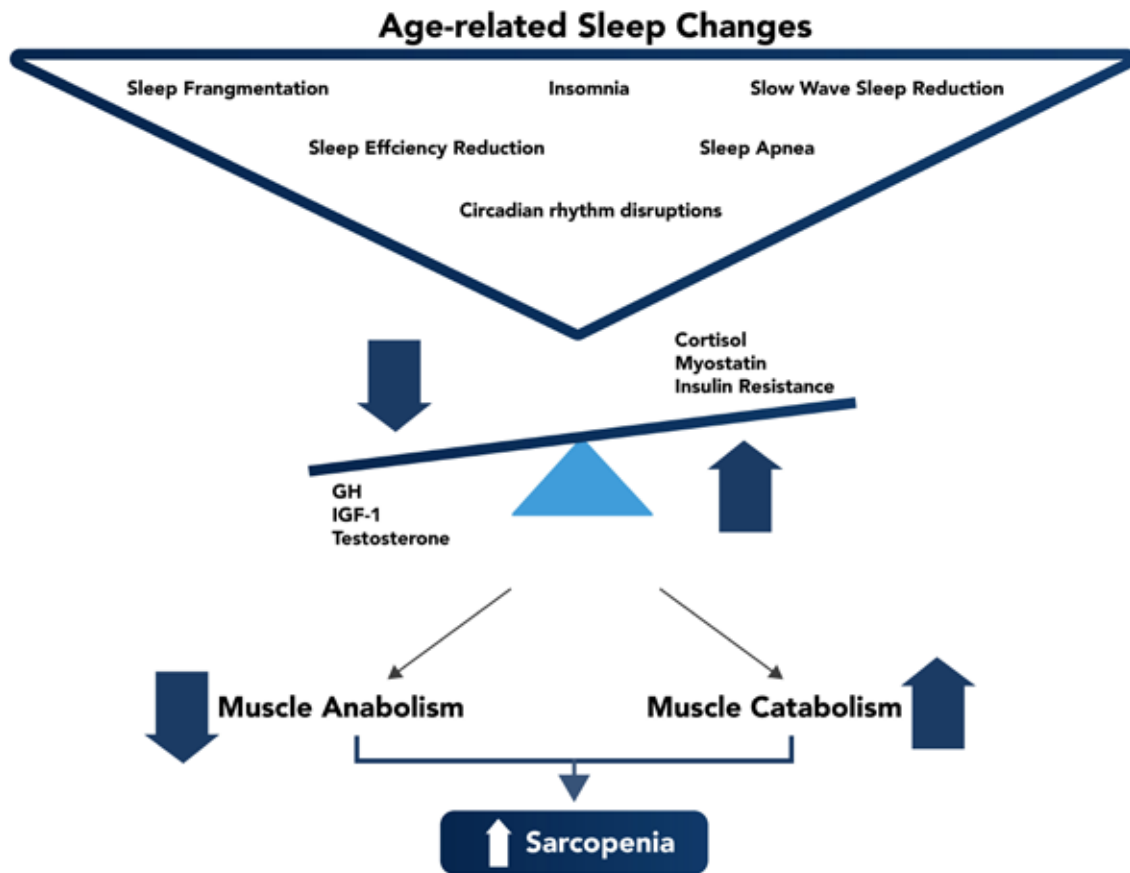 Age-related Sleep Changes
Sleep Frangmentation
Insomnia
Slow Wave Sleep Reduction
Sleep Effciency Reduction
Sleep Apnea
Circadian rhythm disruptions
Cortisol
Myostatin
Insulin Resistance
GH
IGF-1
Testosterone
Muscle Anabolism
Muscle Catabolism
Sarcopenia